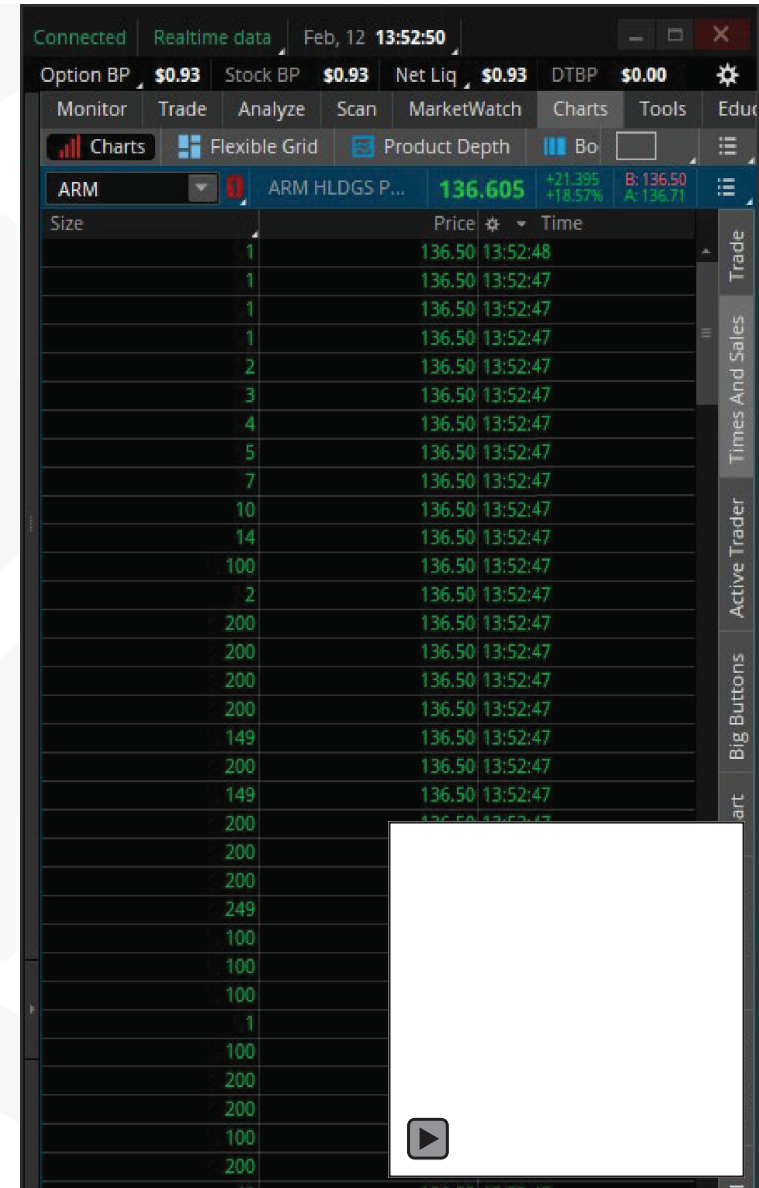 Connected Realtime data Feb, 12 13:52:50
Option BP $0.93 Stock BP $0.93 Net Liq $0.93 DTBP $0.00
Monitor Trade Analyze Scan MarketWatch Charts Tools Educ
Charts Flexible Grid Product Depth Bo
ARM 1 ARM HLDGS P... 136.605 +21.395 B: 136.50
+18.57% A: 136.71
Size Price Time
1 136.50 13:52:48
1 136.50 13:52:47
1 136.50 13:52:47
1 136.50 13:52:47
2 136.50 13:52:47
3 136.50 13:52:47
4 136.50 13:52:47
5 136.50 13:52:47
7 136.50 13:52:47
10 136.50 13:52:47
14 136.50 13:52:47
100 136.50 13:52:47
2 136.50 13:52:47
200 136.50 13:52:47
200 136.50 13:52:47
200 136.50 13:52:47
200 136.50 13:52:47
149 136.50 13:52:47
200 136.50 13:52:47
149 136.50 13:52:47
200
200
200
249
100
100
100
1
100
200
200
100
200
Trade
Times And Sales
Active Trader
Big Buttons
art